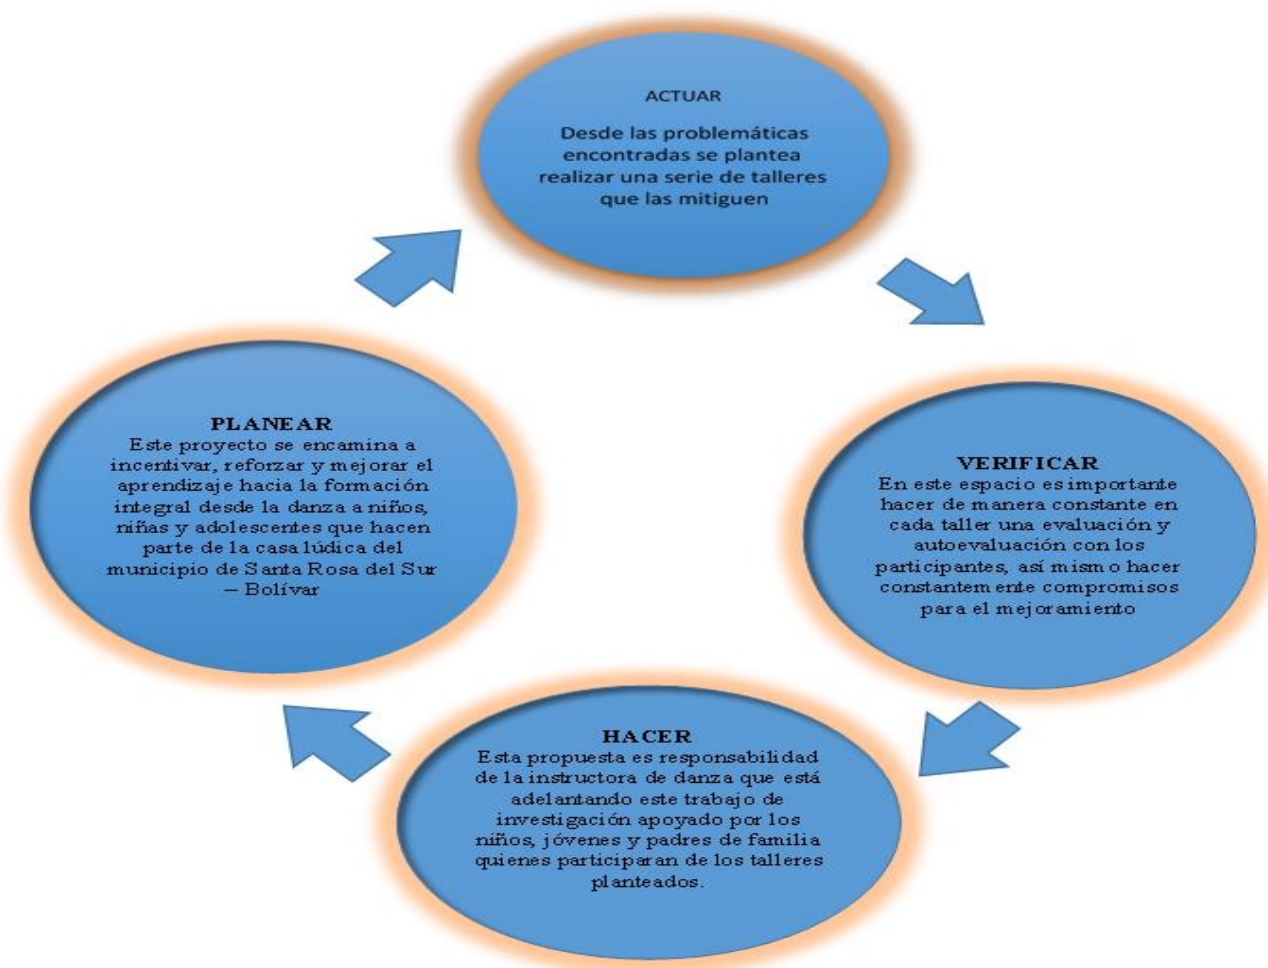 ACTUAR
Desde las problemáticas
encontradas se plantea
realizar una serie de talleres
que las mitiguen
PLANEAR
Este proyecto se encamina a
incentivar, reforzar y mejorar el
aprendizaje hacia la formación
integral desde la danza a niños,
niñas y adolescentes que hacen
parte de la casa lúdica del
municipio de Santa Rosa del Sur
– Bolívar
VERIFICAR
En este espacio es importante
hacer de manera constante en
cada taller una evaluación y
autoevaluación con los
participantes, así mismo hacer
constantemente compromisos
para el mejoramiento
HACER
Esta propuesta es responsabilidad
de la instructora de danza que está
adelantando este trabajo de
investigación apoyado por los
niños, jóvenes y padres de familia
quienes participaran de los talleres
planteados.